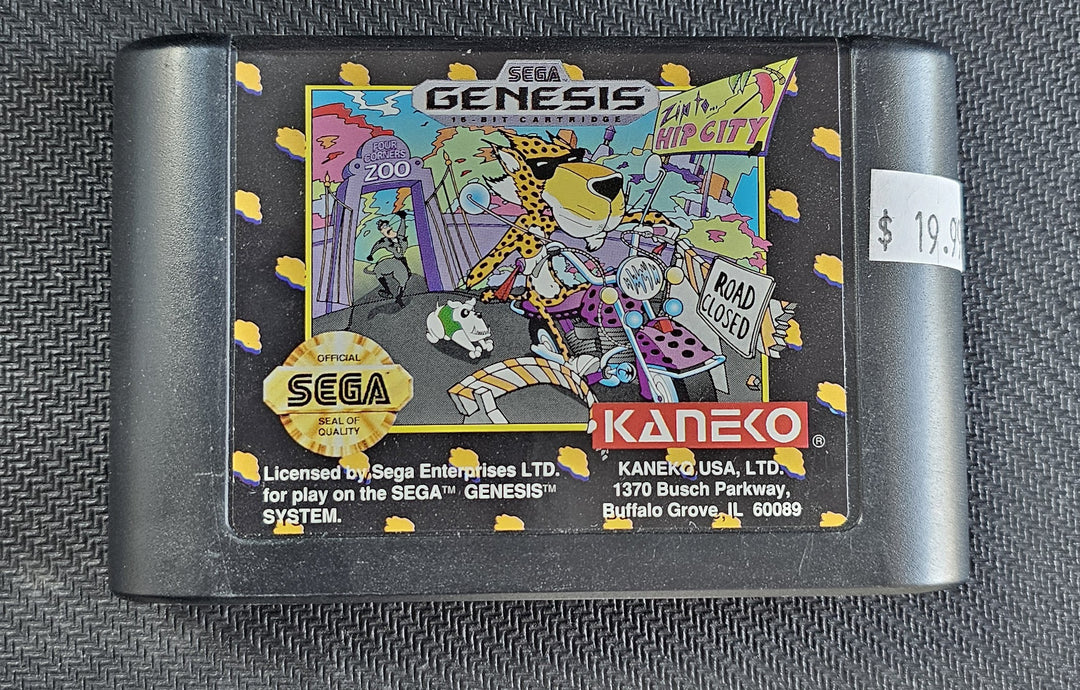 SEGA
GENESIS
16-BIT CARTRIDGE
Zip to...
HIP CITY
FOUR
CORNERS
ZOO
$ 19.9
ROAD
CLOSED
OFFICIAL
SEGA
SEAL OF
QUALITY
KANEKO®
Licensed by Sega Enterprises LTD.
for play on the SEGA™ GENESIS™
SYSTEM.
KANEKO USA, LTD.
1370 Busch Parkway,
Buffalo Grove, IL 60089